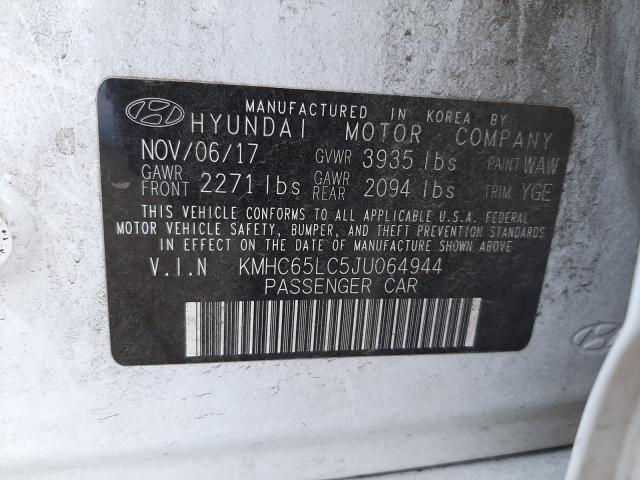 MANUFACTURED IN KOREA BY
HYUNDAI MOTOR COMPANY
NOV/06/17 GVWR 3935 lbs PAINT WAW
GAWR FRONT 2271 lbs GAWR REAR 2094 lbs TRIM YGE
THIS VEHICLE CONFORMS TO ALL APPLICABLE U.S.A. FEDERAL
MOTOR VEHICLE SAFETY, BUMPER, AND THEFT STANDARDS
IN EFFECT ON THE DATE OF MANUFACTURE SHOWN ABOVE
V.I.N KMHC65LC5JU064944
PASSENGER CAR